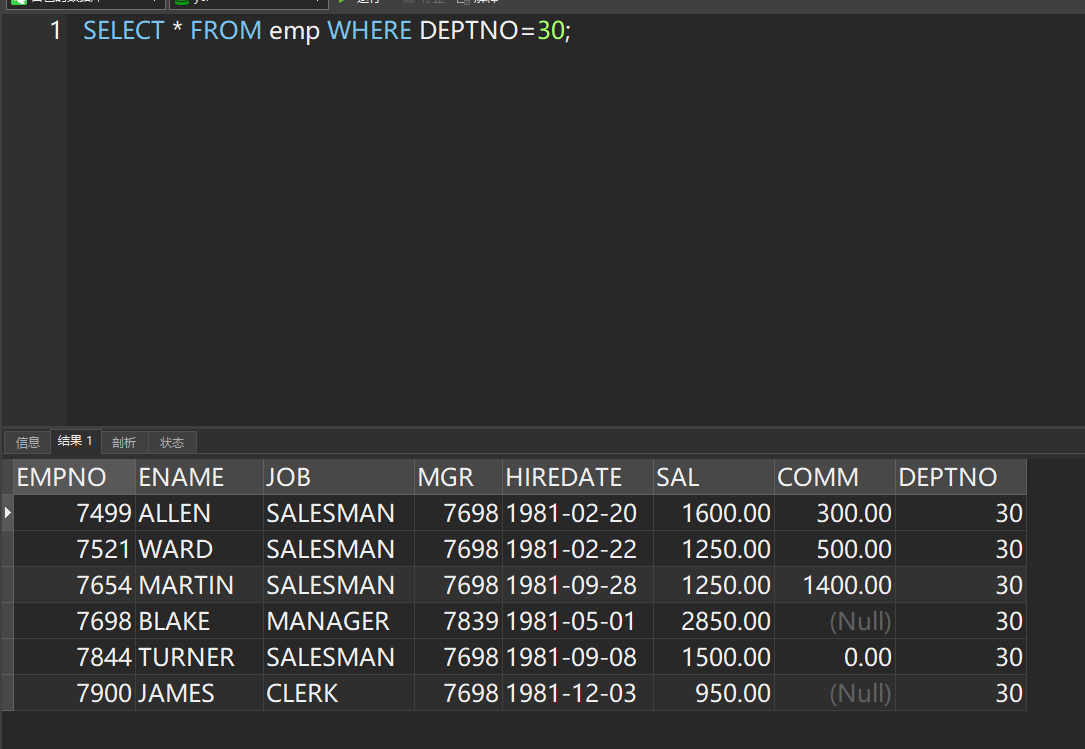 1 SELECT * FROM emp WHERE DEPTNO=30;
信息 结果 1 剖析 状态
EMPNO ENAME JOB MGR HIREDATE SAL COMM DEPTNO
7499 ALLEN SALESMAN 7698 1981-02-20 1600.00 300.00 30
7521 WARD SALESMAN 7698 1981-02-22 1250.00 500.00 30
7654 MARTIN SALESMAN 7698 1981-09-28 1250.00 1400.00 30
7698 BLAKE MANAGER 7839 1981-05-01 2850.00 (Null) 30
7844 TURNER SALESMAN 7698 1981-09-08 1500.00 0.00 30
7900 JAMES CLERK 7698 1981-12-03 950.00 (Null) 30